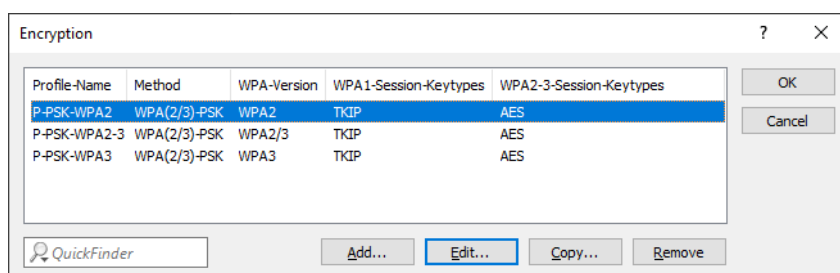 Encryption ?
Profile-Name Method WPA-Version WPA1-Session-Keytypes WPA2-3-Session-Keytypes
P-PSK-WPA2 WPA(2/3)-PSK WPA2 TKIP AES
P-PSK-WPA2-3 WPA(2/3)-PSK WPA2/3 TKIP AES
P-PSK-WPA3 WPA(2/3)-PSK WPA3 TKIP AES
OK
Cancel
QuickFinder
Add... Edit... Copy... Remove